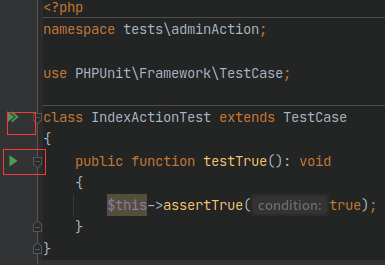 <?php
namespace tests\adminAction;
use PHPUnit\Framework\TestCase;
class IndexActionTest extends TestCase
{
public function testTrue(): void
{
$this->assertTrue( condition: true);
}
}